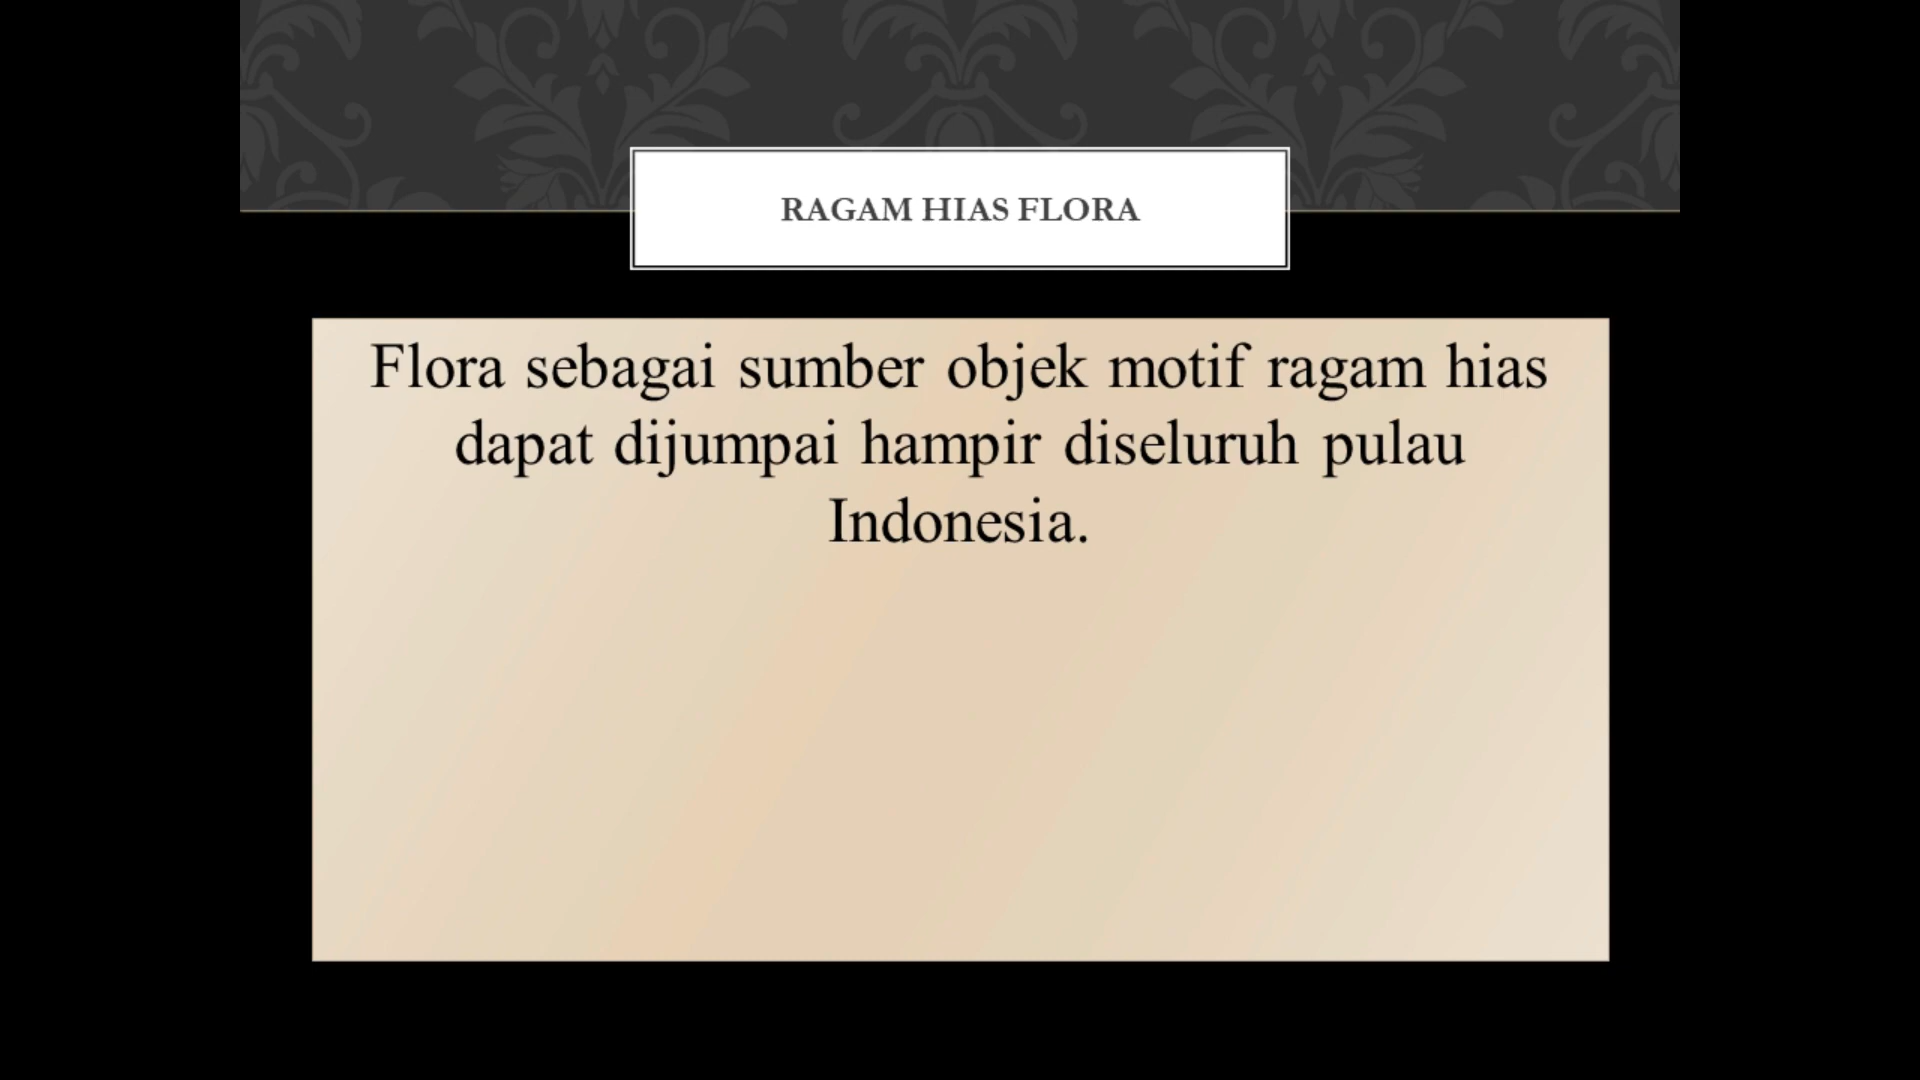 RAGAM HIAS FLORA
Flora sebagai sumber objek motif ragam hias
dapat dijumpai hampir diseluruh pulau
Indonesia.